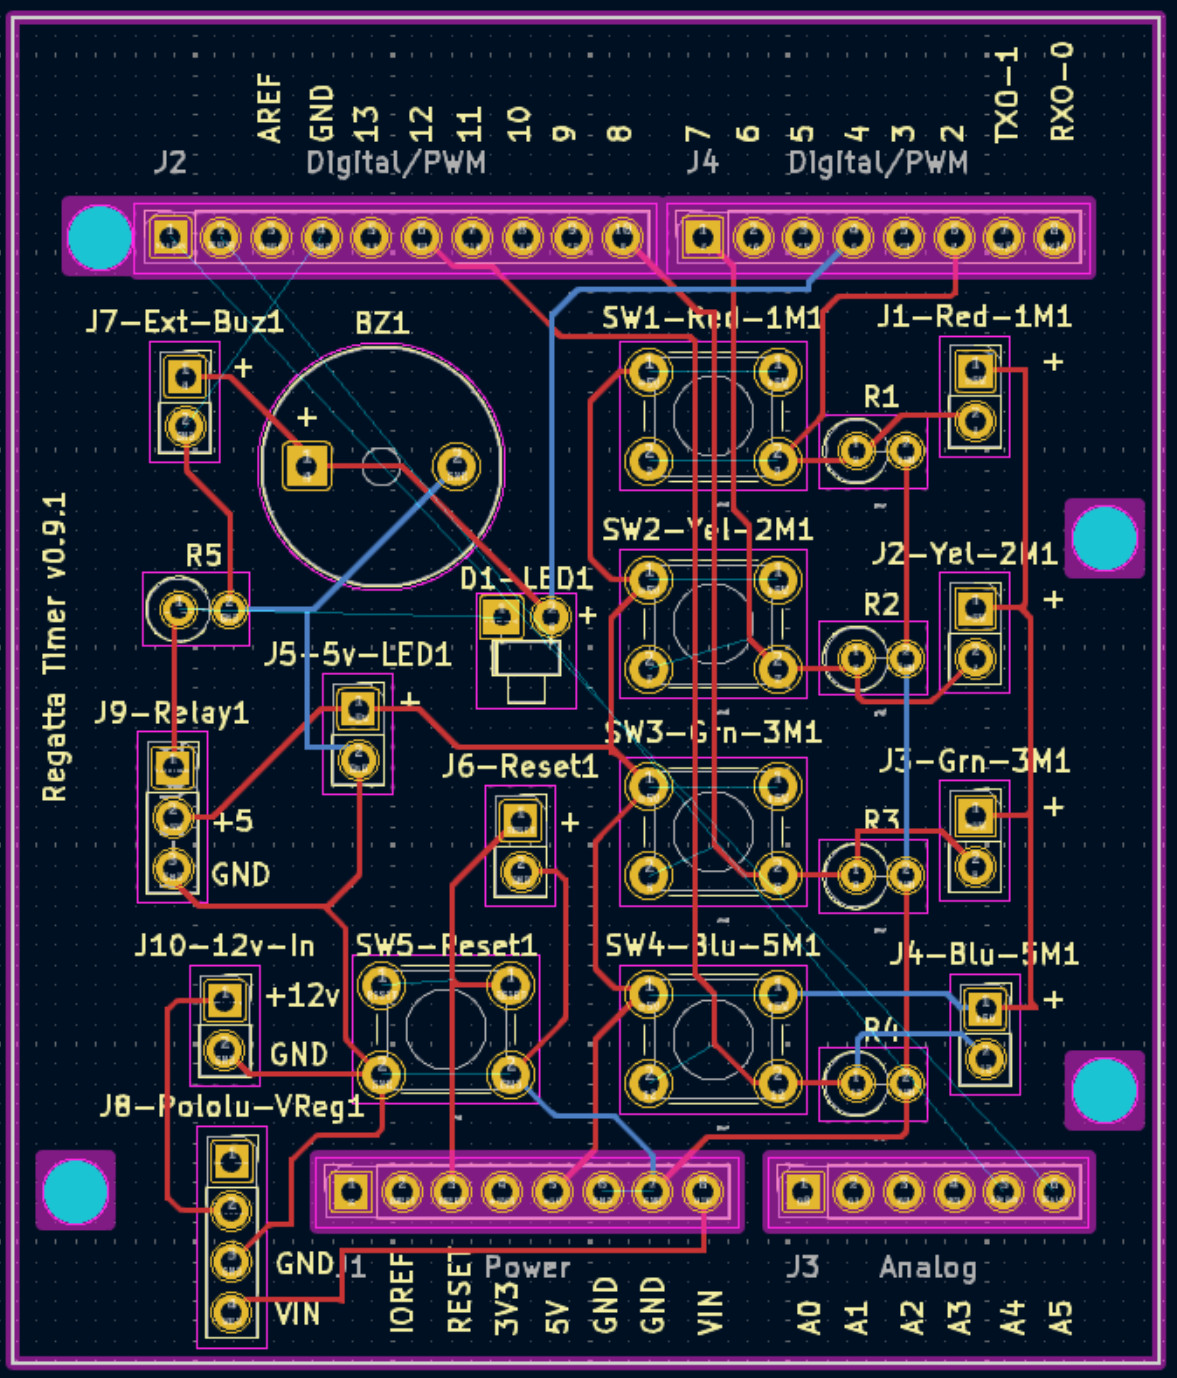 AREF
GND
13
12
11
10
9
8
7
6
5
4
3
2
TX0-1
RX0-0
J2
Digital/PWM
J4
Digital/PWM
J7-Ext-Buz1
BZ1
SW1-Red-1M1
J1-Red-1M1
+
+
+
R1
SW2-Yel-2M1
J2-Yel-2M1
R5
D1-LED1
+
R2
+
Regatta Timer v0.9.1
J5-5v-LED1
+
J9-Relay1
SW3-Grn-3M1
J6-Reset1
J3-Grn-3M1
+5
+
R3
+
GND
J10-12v-In
SW5-Reset1
SW4-Blu-5M1
J4-Blu-5M1
+12v
+
GND
R4
J8-Pololu-VReg1
GND
J1
Power
J3
Analog
VIN
IOREF
RESET
3V3
5V
GND
GND
VIN
A0
A1
A2
A3
A4
A5